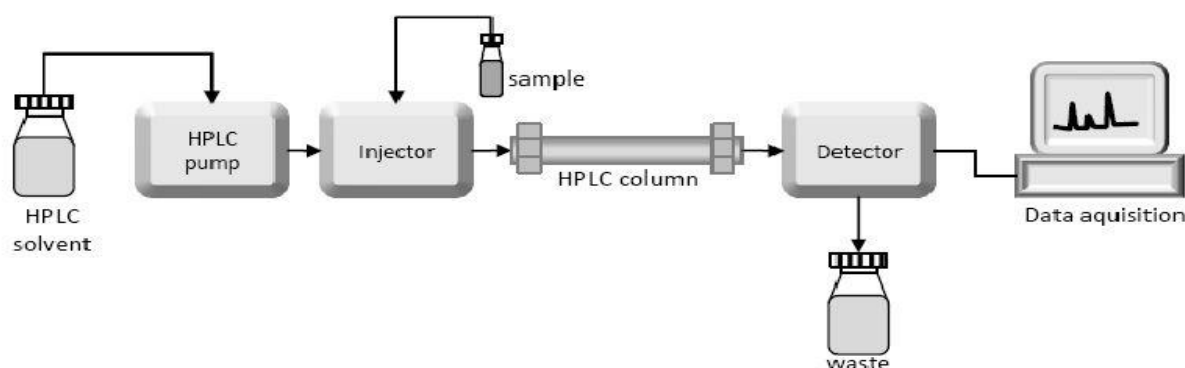 HPLC
solvent
HPLC
pump
Injector
sample
HPLC column
Detector
waste
Data aquisition